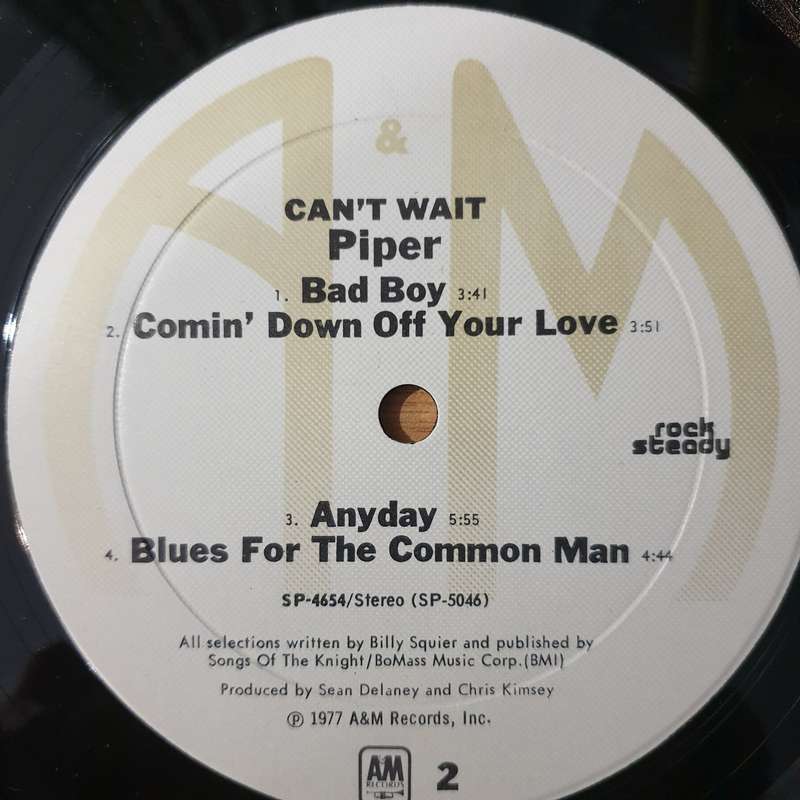 A & M
CAN'T WAIT
Piper
1. Bad Boy 3:41
2. Comin' Down Off Your Love 3:51
rock
steady
3. Anyday 5:55
4. Blues For The Common Man 4:44
SP-4654/Stereo (SP-5046)
All selections written by Billy Squier and published by
Songs Of The Knight/BoMass Music Corp.(BMI)
Produced by Sean Delaney and Chris Kimsey
℗ 1977 A&M Records, Inc.
AM
RECORDS
2